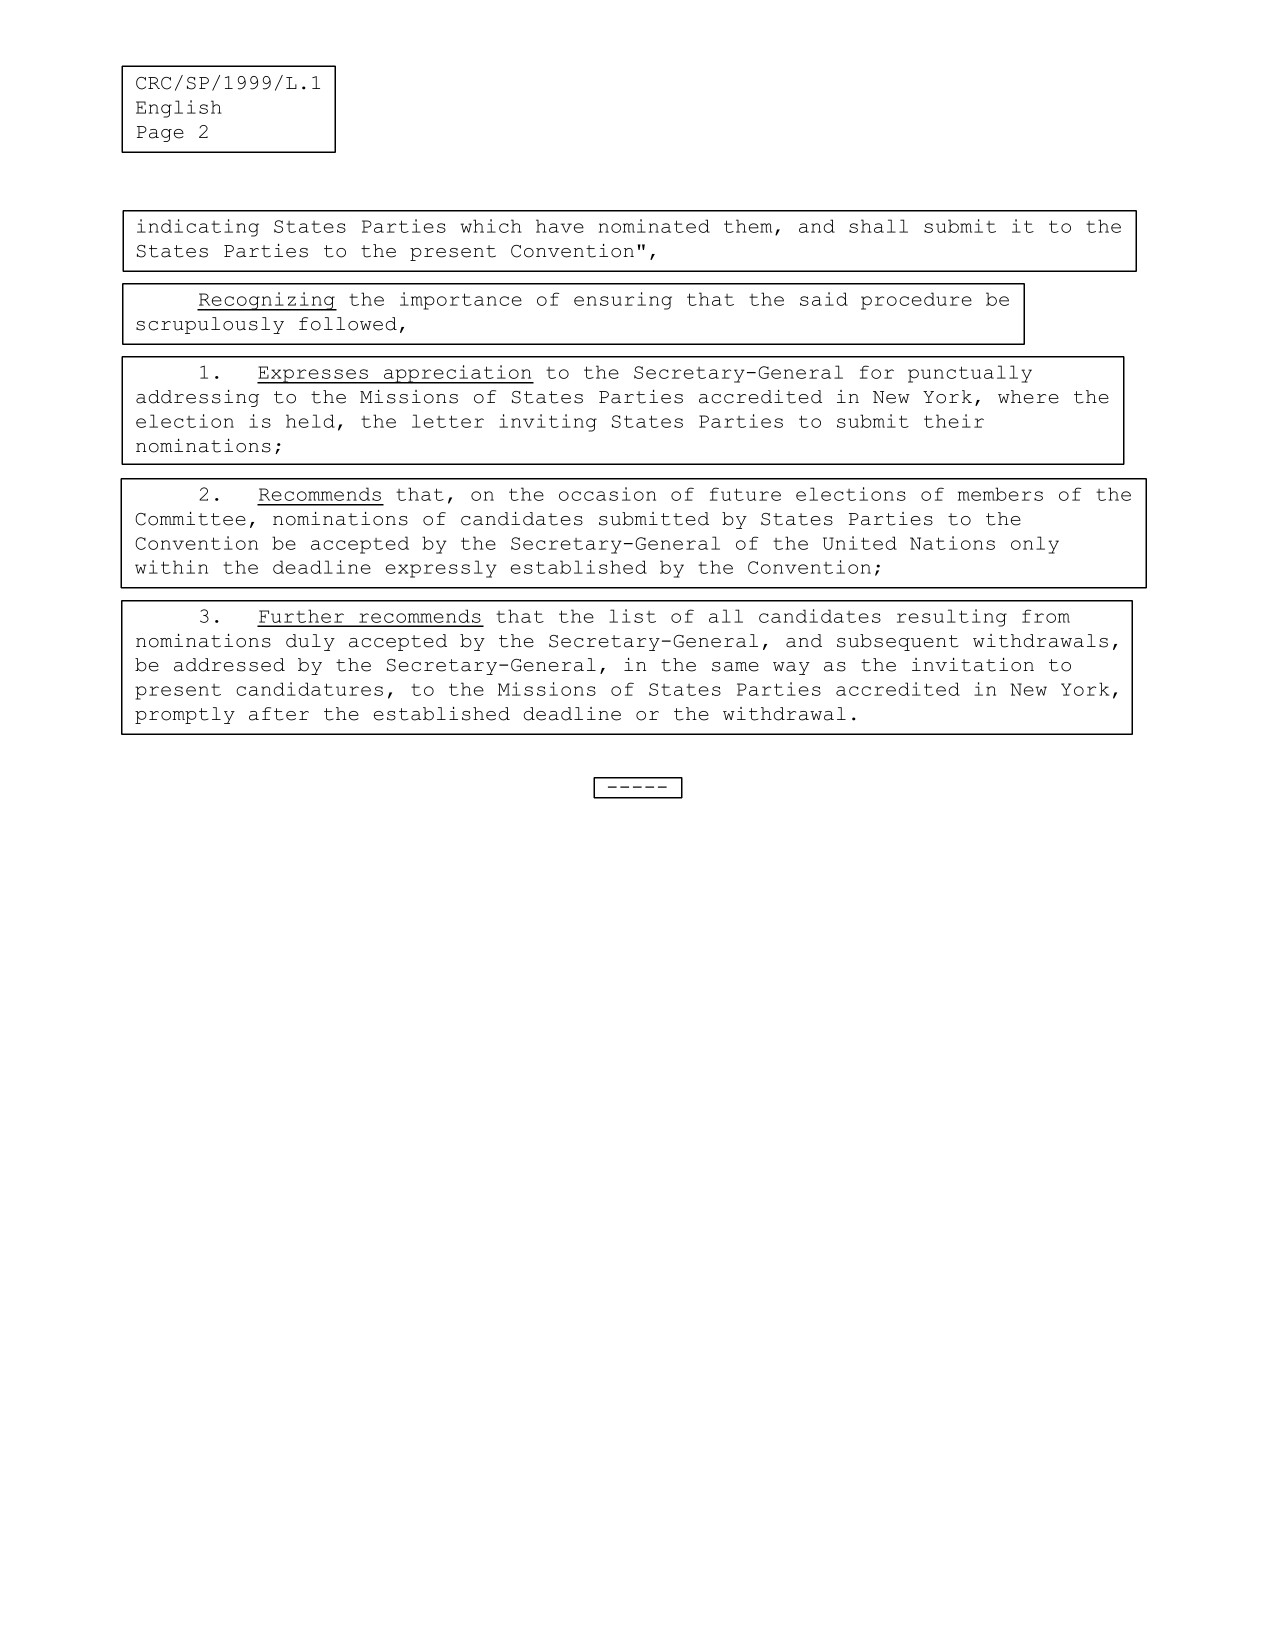 CRC/SP/1999/L.1
English
Page 2
indicating States Parties which have nominated them, and shall submit it to the
States Parties to the present Convention",
Recognizing the importance of ensuring that the said procedure be
scrupulously followed,
1. Expresses appreciation to the Secretary-General for punctually
addressing to the Missions of States Parties accredited in New York, where the
election is held, the letter inviting States Parties to submit their
nominations;
2. Recommends that, on the occasion of future elections of members of the
Committee, nominations of candidates submitted by States Parties to the
Convention be accepted by the Secretary-General of the United Nations only
within the deadline expressly established by the Convention;
3. Further recommends that the list of all candidates resulting from
nominations duly accepted by the Secretary-General, and subsequent withdrawals,
be addressed by the Secretary-General, in the same way as the invitation to
present candidatures, to the Missions of States Parties accredited in New York,
promptly after the established deadline or the withdrawal.
-----